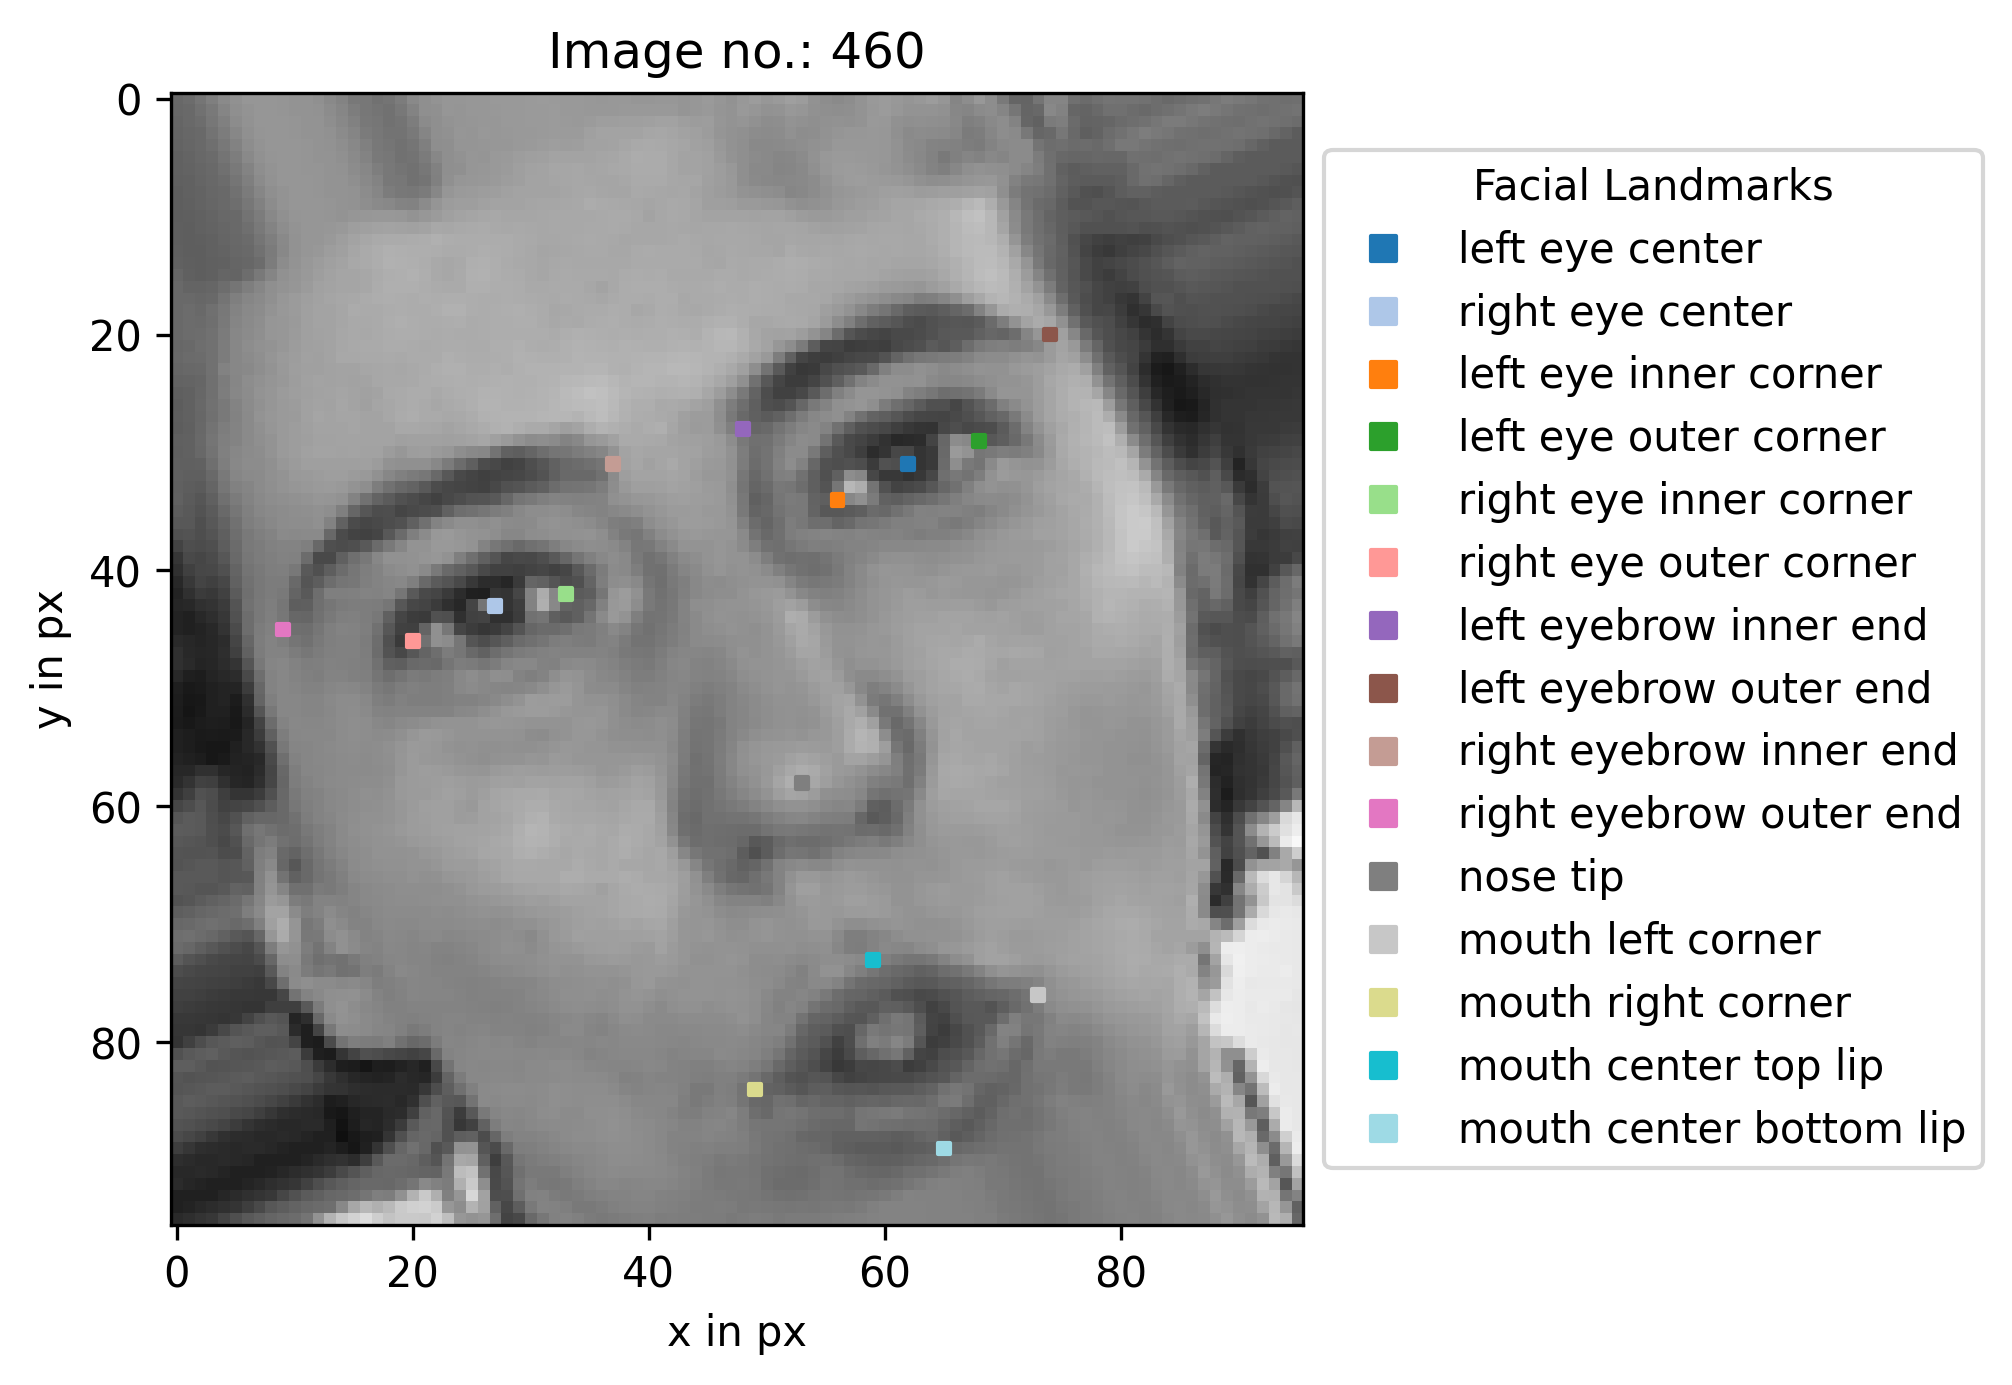 Image no.: 460
0
20
40
60
80
y in px
0 20 40 60 80
x in px
Facial Landmarks
left eye center
right eye center
left eye inner corner
left eye outer corner
right eye inner corner
right eye outer corner
left eyebrow inner end
left eyebrow outer end
right eyebrow inner end
right eyebrow outer end
nose tip
mouth left corner
mouth right corner
mouth center top lip
mouth center bottom lip